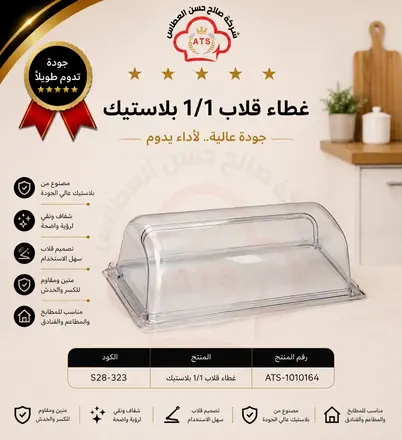 شركة صالح حسن العطاس
ATS
جودة
تدوم طويلاً
غطاء قلاب 1/1 بلاستيك
جودة عالية.. لأداء يدوم
مصنوع من
بلاستيك عالي الجودة
شفاف ونقي
لرؤية واضحة
تصميم قلاب
سهل الاستخدام
متين ومقاوم
للكسر والخدش
مناسب للمطابخ
والمطاعم والفنادق
رقم المنتج
المنتج
الكود
ATS-1010164
غطاء قلاب 1/1 بلاستيك
S28-323
مناسب للمطابخ
والمطاعم والفنادق
مصنوع من
بلاستيك عالي الجودة
تصميم قلاب
سهل الاستخدام
شفاف ونقي
لرؤية واضحة
متين ومقاوم
للكسر والخدش